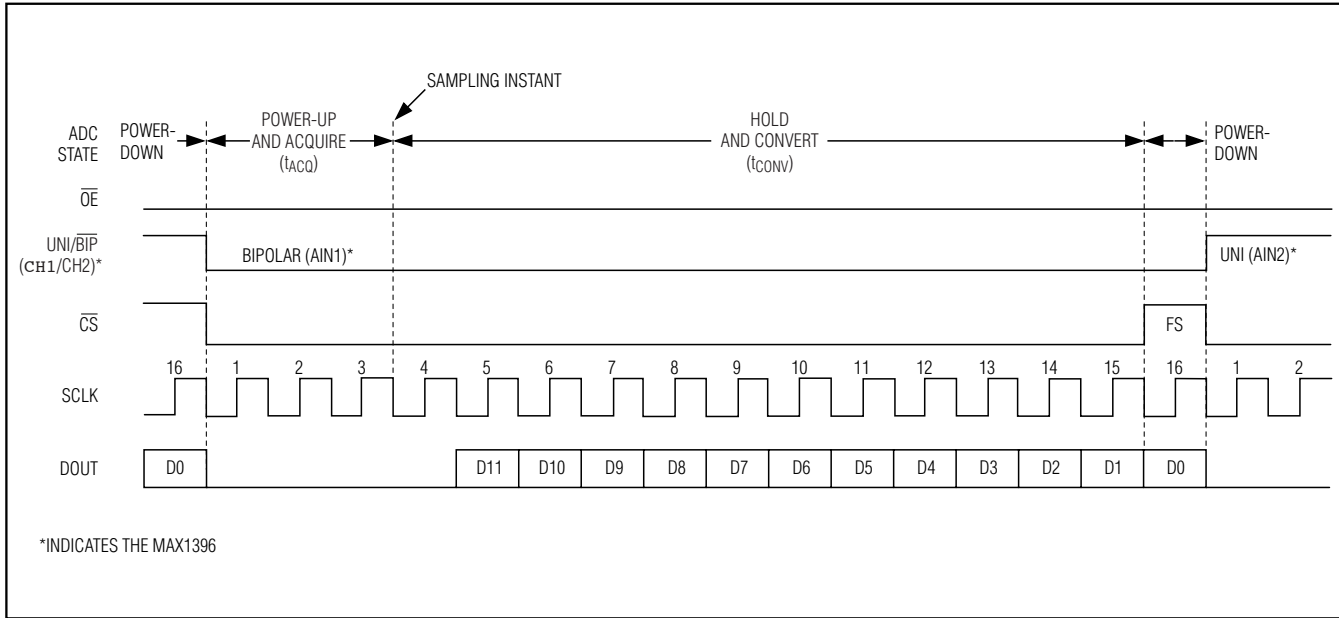 SAMPLING INSTANT
ADC STATE
POWER-DOWN
POWER-UP AND ACQUIRE (tACQ)
HOLD AND CONVERT (tCONV)
POWER-DOWN
OE
UNI/BIP (CH1/CH2)*
BIPOLAR (AIN1)*
UNI (AIN2)*
CS
FS
16 1 2 3 4 5 6 7 8 9 10 11 12 13 14 15 16 1 2
SCLK
DOUT
D0 D11 D10 D9 D8 D7 D6 D5 D4 D3 D2 D1 D0
*INDICATES THE MAX1396